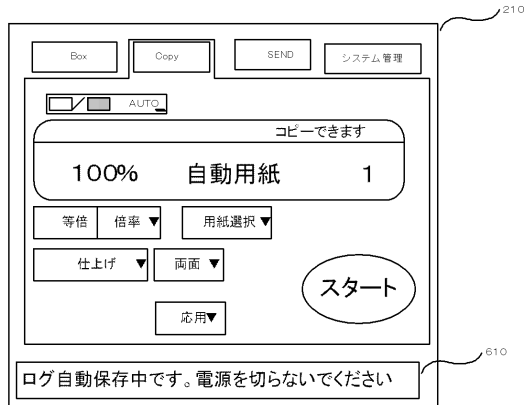 210
Box Copy SEND システム管理
AUTO
コピーできます
100% 自動用紙 1
等倍 倍率▼ 用紙選択▼
仕上げ ▼ 両面 ▼
スタート
応用▼
610
ログ自動保存中です。電源を切らないでください